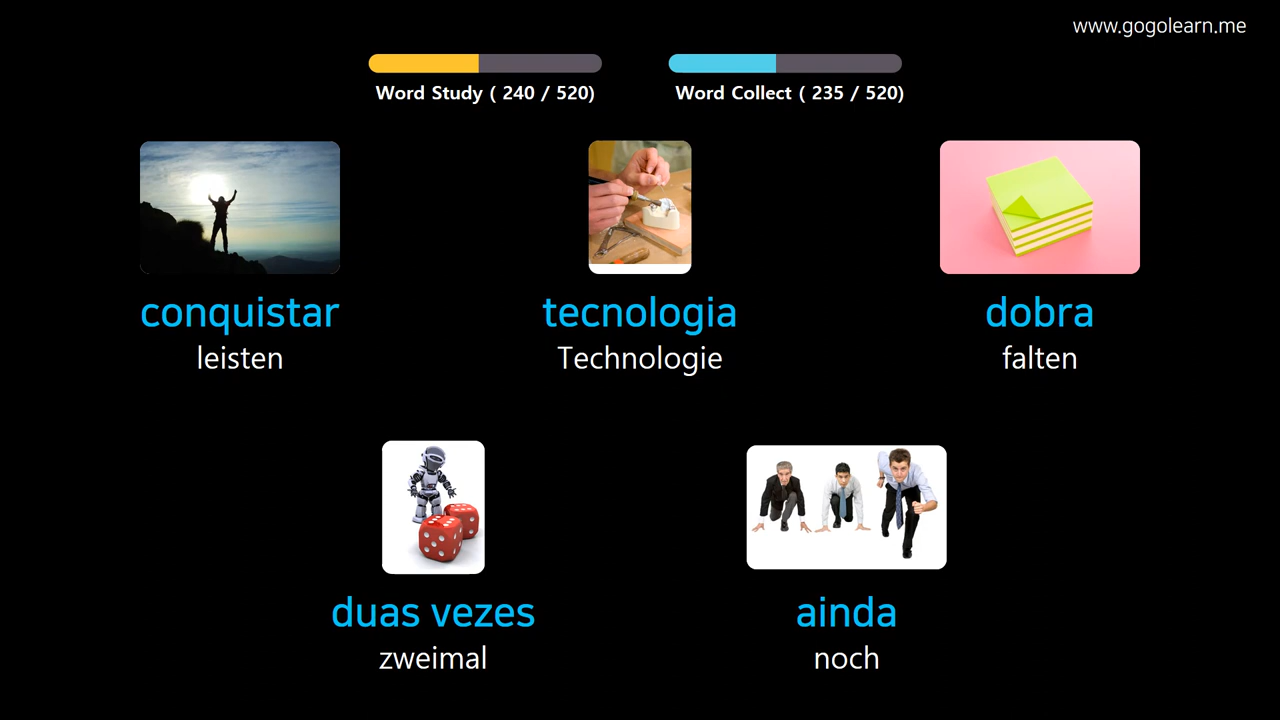 www.gogolearn.me
Word Study ( 240 / 520)
Word Collect ( 235 / 520)
conquistar
leisten
tecnologia
Technologie
dobra
falten
duas vezes
zweimal
ainda
noch